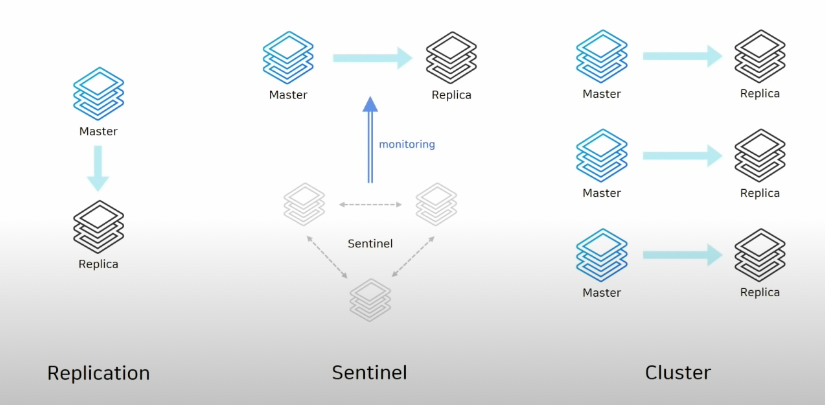 Master
Replica
Replication
Master
Replica
monitoring
Sentinel
Sentinel
Master
Replica
Master
Replica
Master
Replica
Cluster